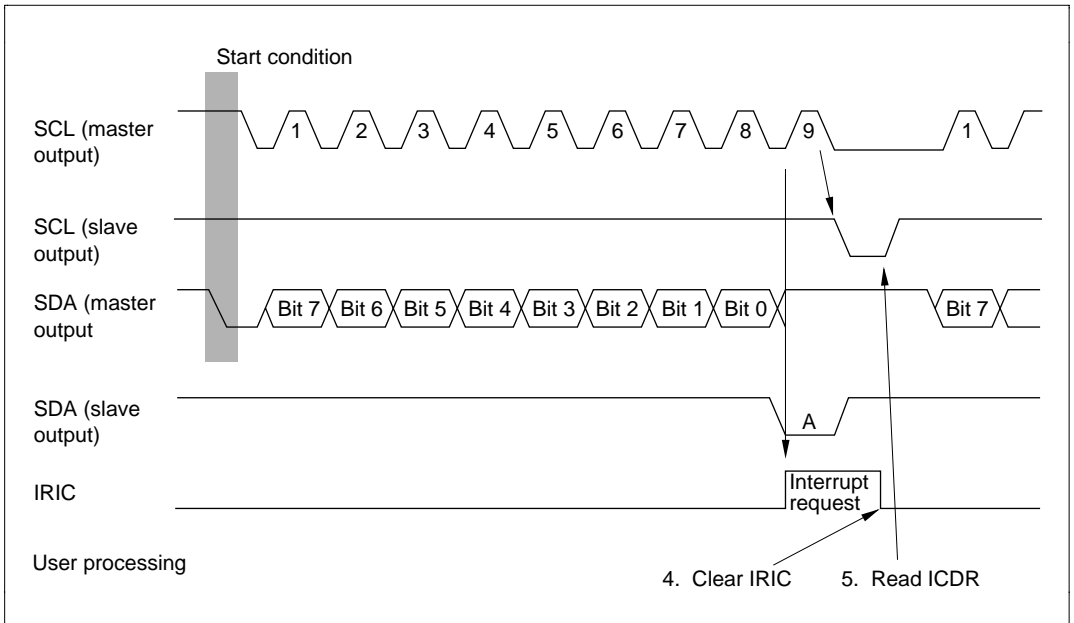 Start condition
SCL (master
output)
1 2 3 4 5 6 7 8 9 1
SCL (slave
output)
SDA (master
output
Bit 7 Bit 6 Bit 5 Bit 4 Bit 3 Bit 2 Bit 1 Bit 0 Bit 7
SDA (slave
output)
A
IRIC
Interrupt
request
User processing
4. Clear IRIC 5. Read ICDR